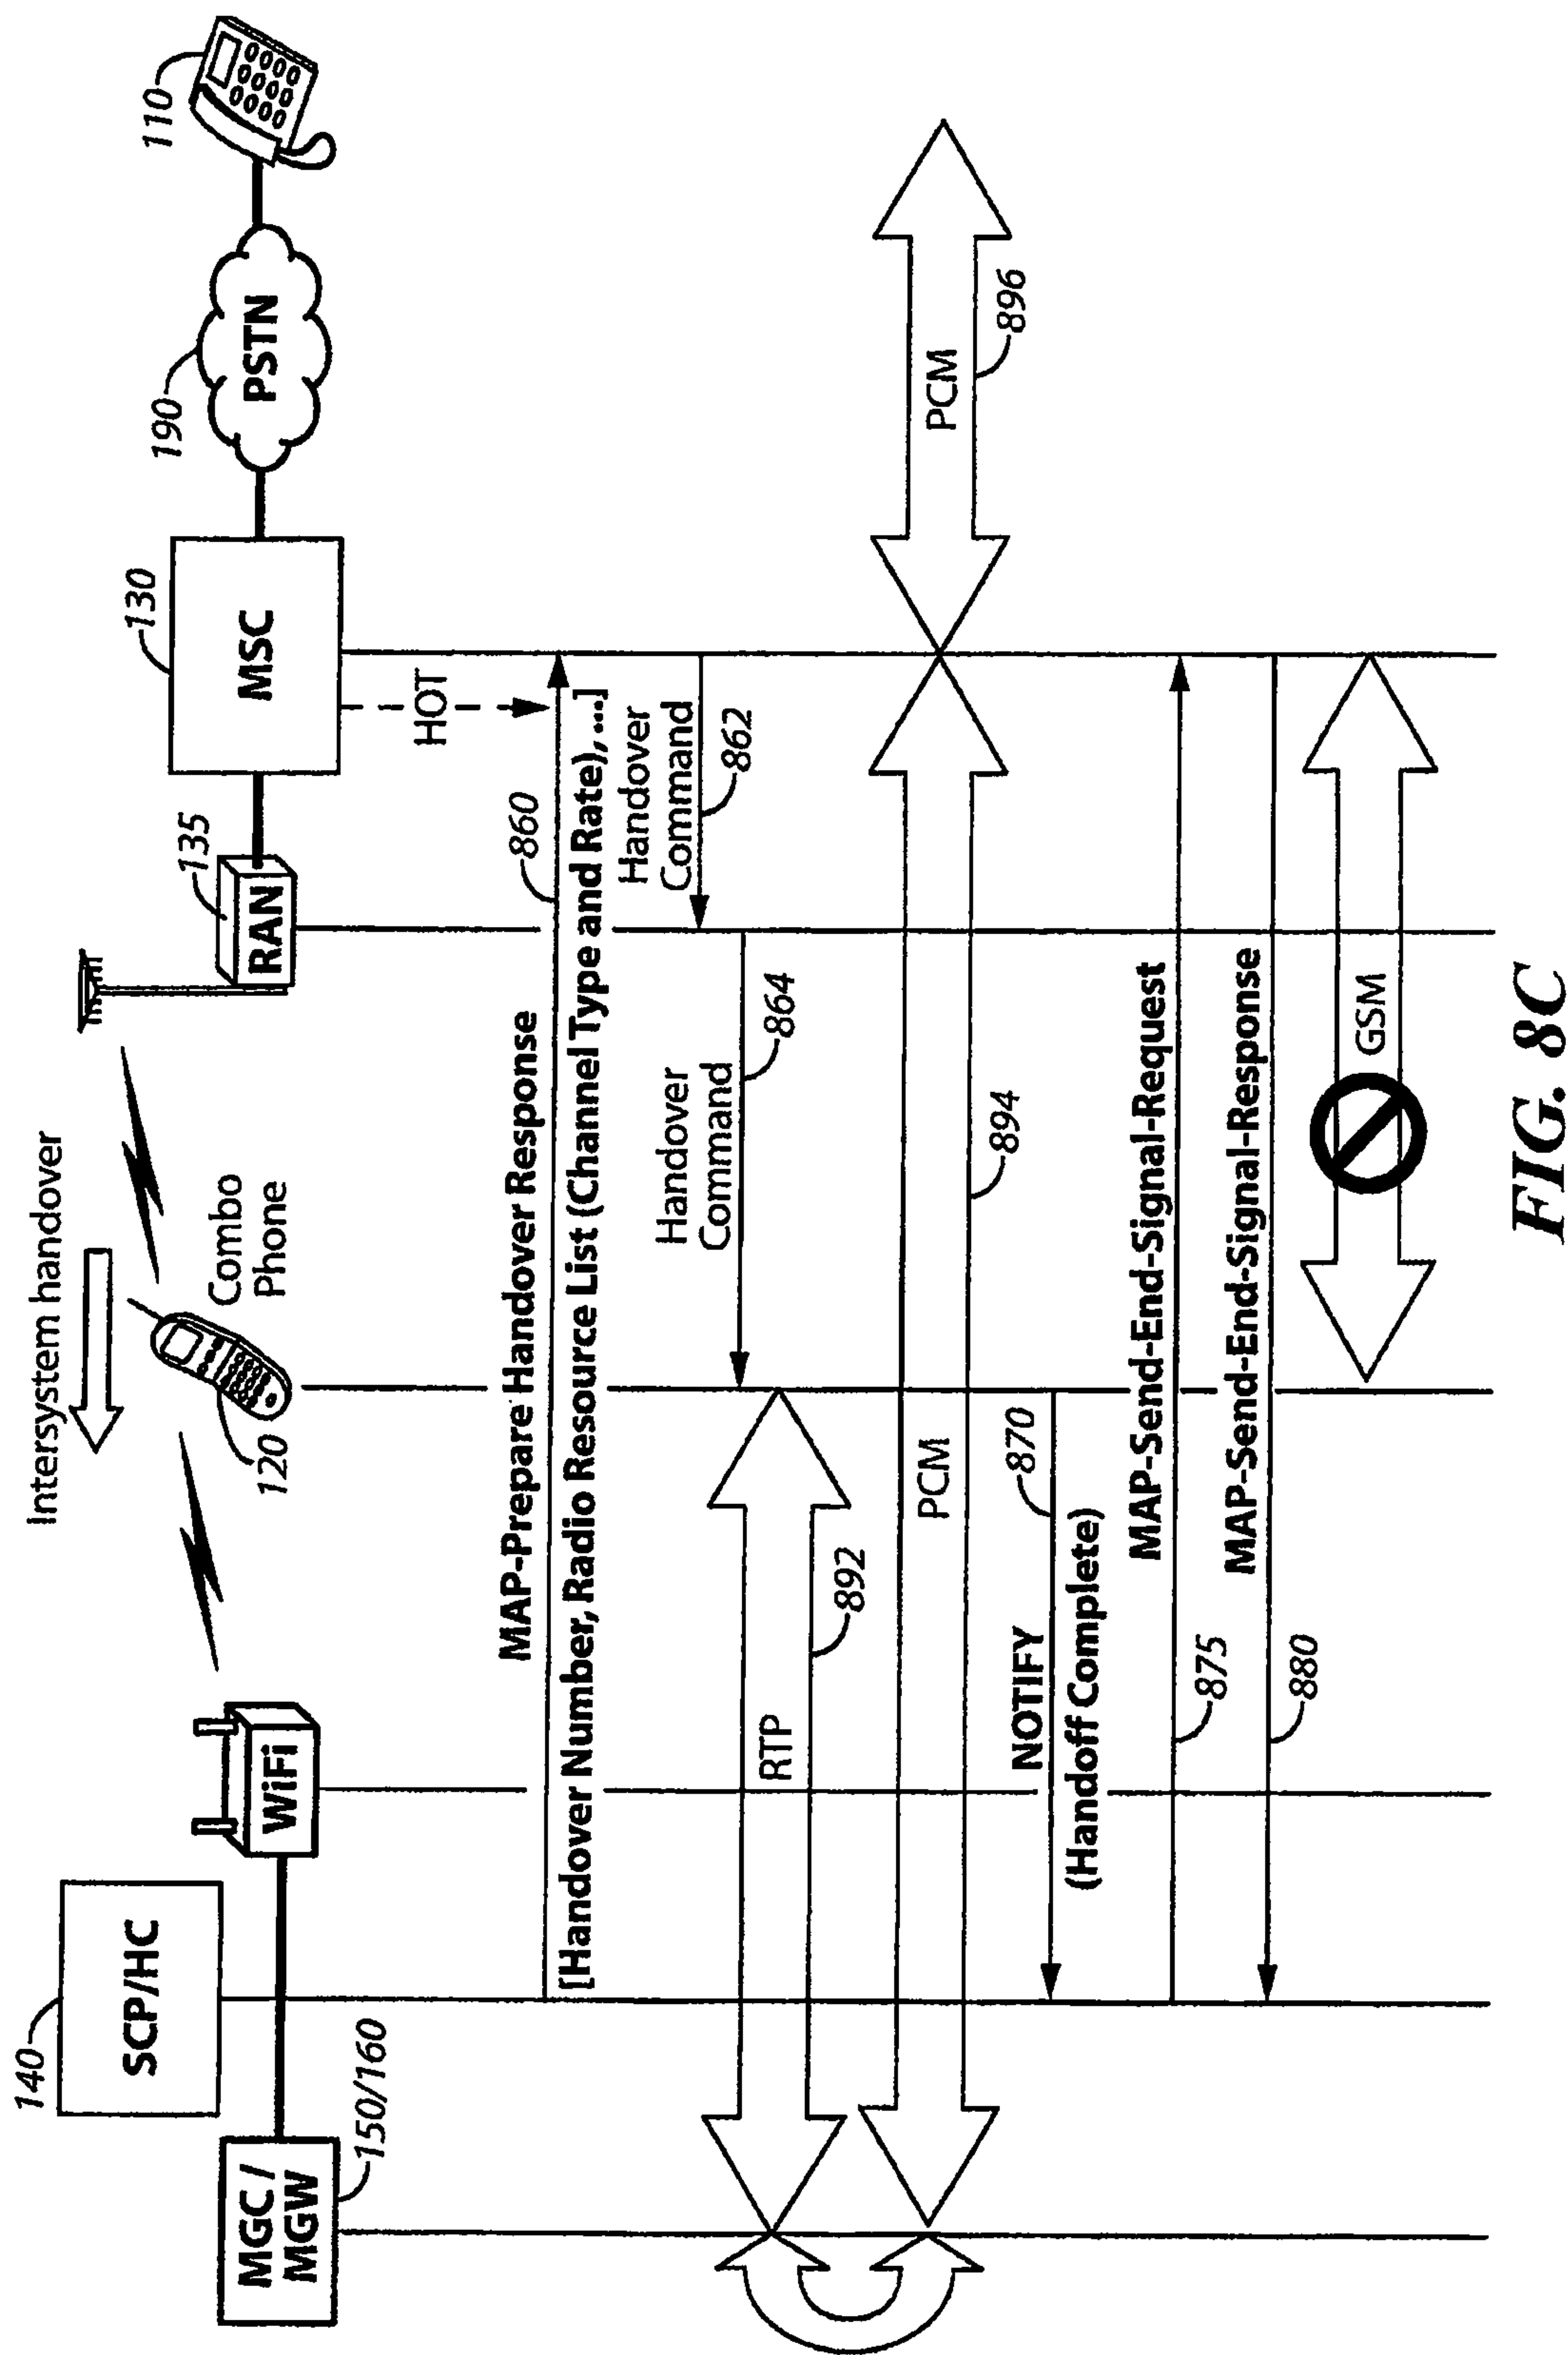 Intersystem handover
140
SCP/HC
MGC /
MGW
150/160
WiFi
120
Combo
Phone
135
RAN
130
MSC
HOT
190
PSTN
110
MAP-Prepare Handover Response
860
[Handover Number, Radio Resource List (Channel Type and Rate), ...]
Handover
Command
862
Handover
Command
864
RTP
892
PCM
894
PCM
896
870
NOTIFY
(Handoff Complete)
MAP-Send-End-Signal-Request
875
MAP-Send-End-Signal-Response
880
GSM
FIG. 8C